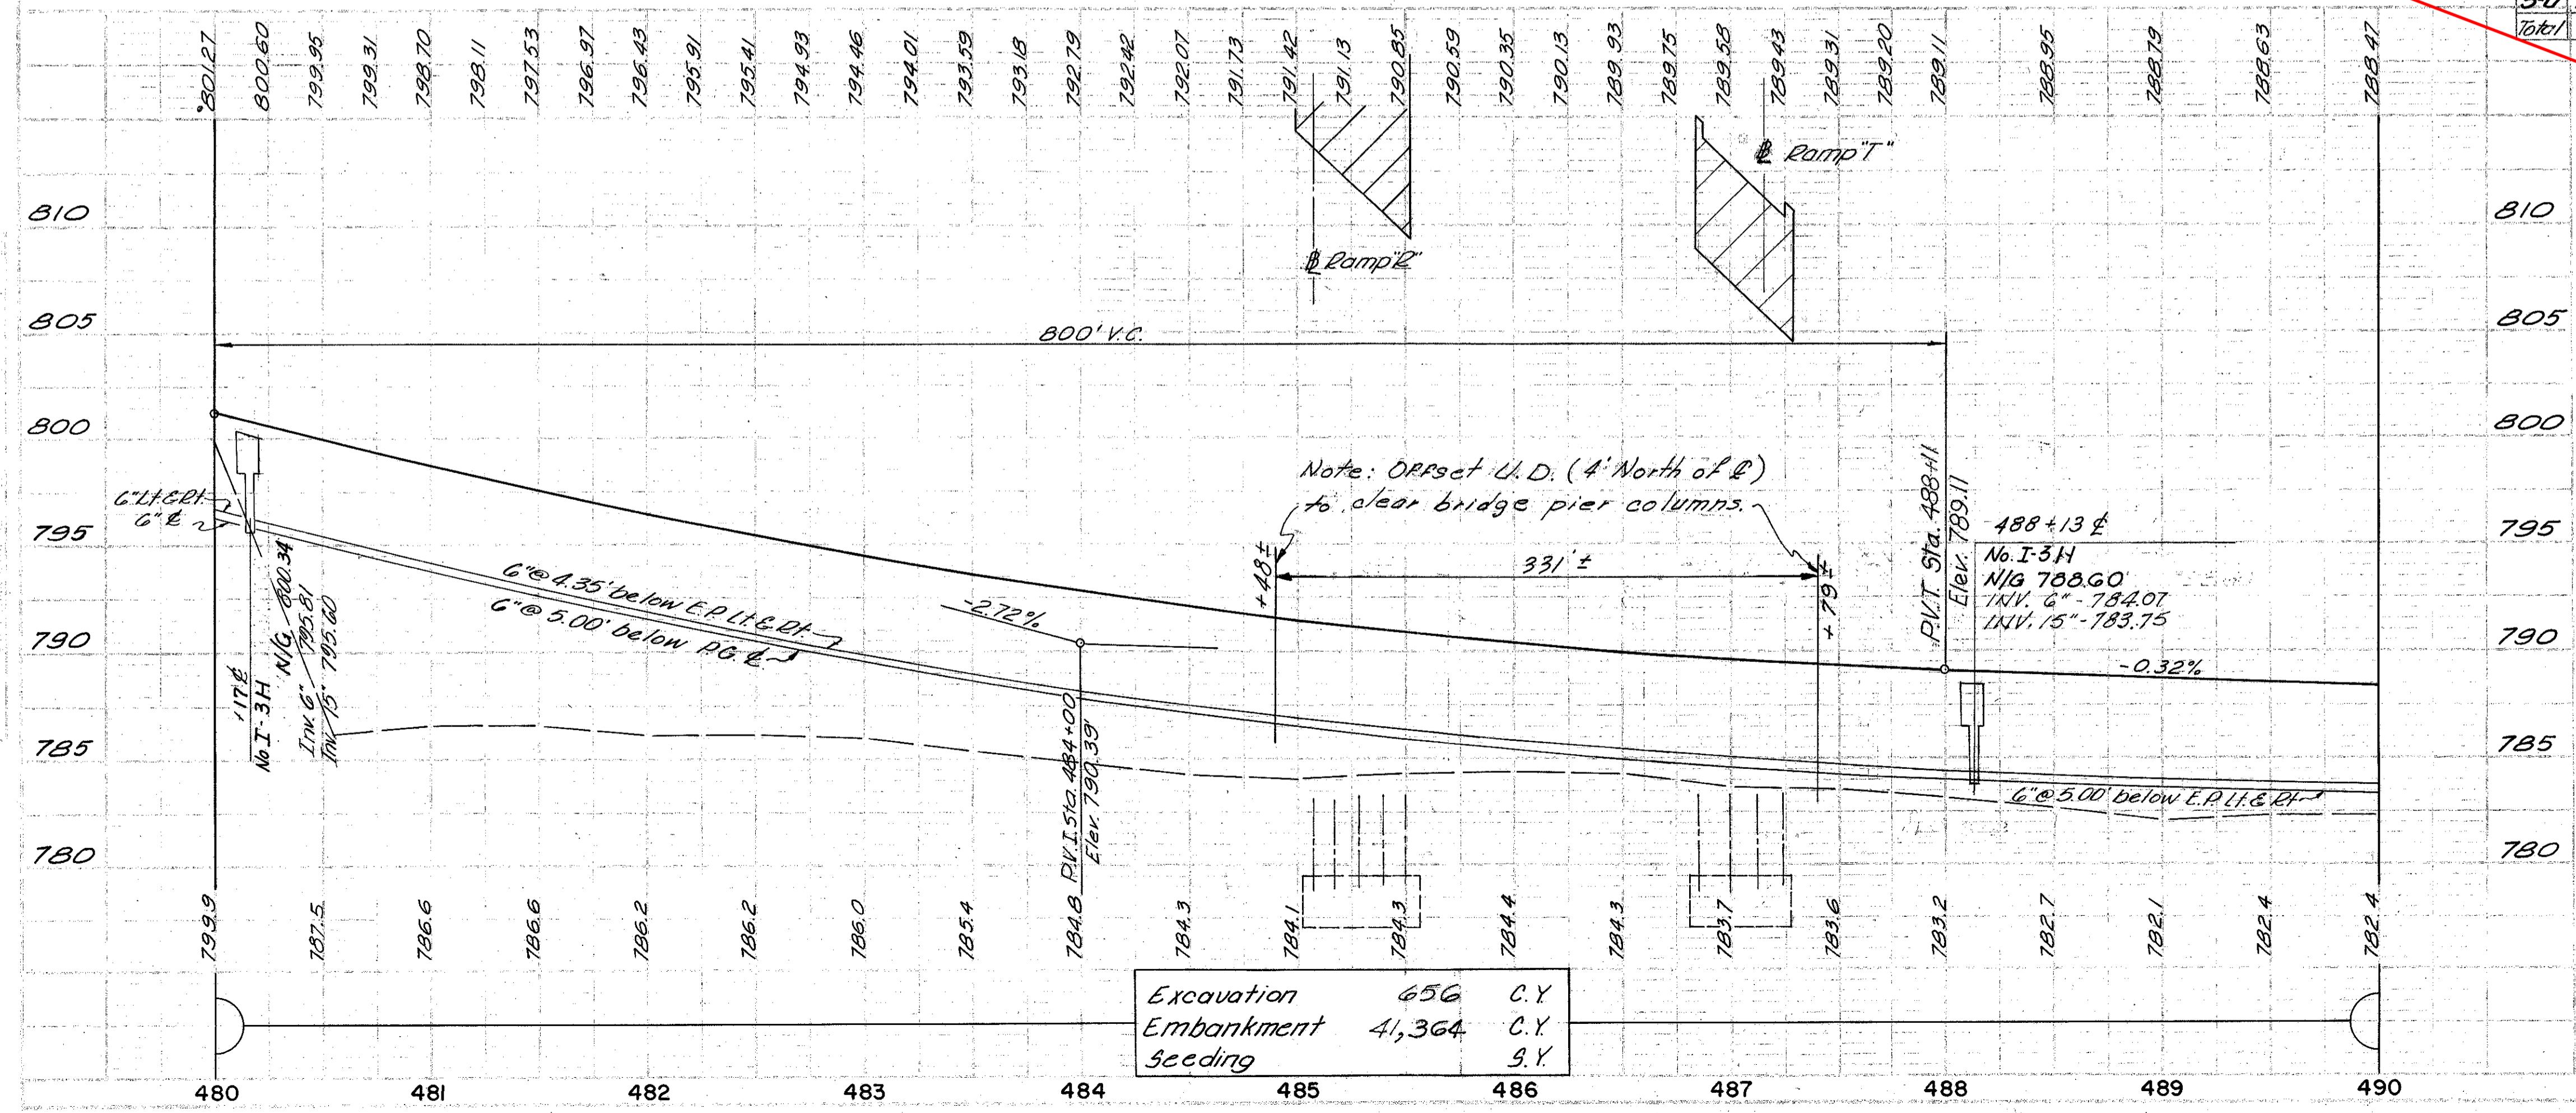 Total
801.27 800.60 799.95 799.31 798.70 798.11 797.53 796.97 796.43 795.91 795.41 794.93 794.46 794.01 793.59 793.18 792.79 792.42 792.07 791.73 791.42 791.13 790.85 790.59 790.35 790.13 789.93 789.75 789.58 789.43 789.31 789.20 789.11 788.95 788.79 788.63 788.47
℄ Ramp "T"
810 810
℄ Ramp "R"
805 805
800' V.C.
800 800
Note: Offset U.D. (4' North of ℄)
to clear bridge pier columns.
6" Lt. & Rt.
6" ℄
795 795
P.V.T. Sta. 488+11
Elev. 789.11
488+13 ℄
No. I-3H
N/G 788.60
INV. 6" - 784.07
INV. 15" - 783.75
+48±
331'±
+79±
6" @ 4.35' below E.P. Lt. & Rt.
6" @ 5.00' below P.G. ℄
-2.72%
790 790
-0.32%
+17 ℄
No. I-3H
N/G 800.34
Inv. 6" 795.81
Inv. 15" 795.60
785 785
P.V.I. Sta. 484+00
Elev. 790.39'
6" @ 5.00' below E.P. Lt. & Rt.
780 780
799.9 787.5 786.6 786.6 786.2 786.2 786.0 785.4 784.8 784.3 784.1 784.3 784.4 784.3 783.7 783.6 783.2 782.7 782.1 782.4 782.4
Excavation 656 C.Y.
Embankment 41,364 C.Y.
Seeding S.Y.
480 481 482 483 484 485 486 487 488 489 490